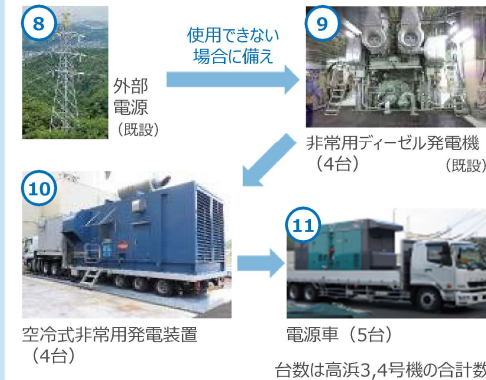 8
外部
電源
（既設）
使用できない
場合に備え
9
非常用ディーゼル発電機
（4台）　（既設）
10
空冷式非常用発電装置
（4台）
11
電源車（5台）
台数は高浜3,4号機の合計数